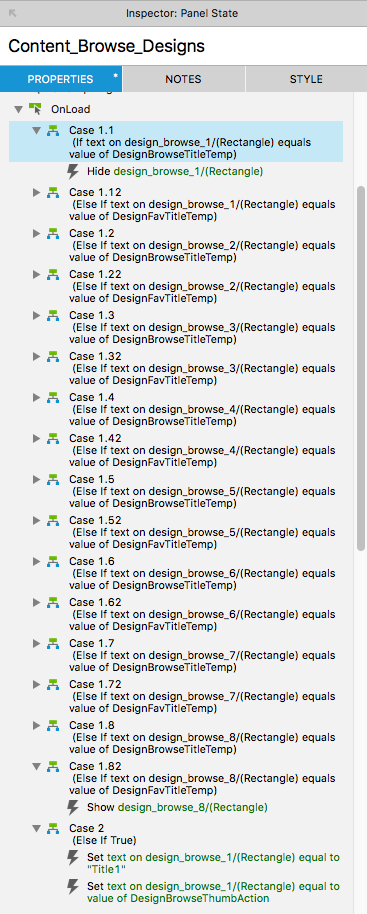 Inspector: Panel State
Content_Browse_Designs
PROPERTIES *
NOTES
STYLE
OnLoad
Case 1.1
(If text on design_browse_1/(Rectangle) equals
value of DesignBrowseTitleTemp)
Hide design_browse_1/(Rectangle)
Case 1.12
(Else If text on design_browse_1/(Rectangle) equals
value of DesignFavTitleTemp)
Case 1.2
(Else If text on design_browse_2/(Rectangle) equals
value of DesignBrowseTitleTemp)
Case 1.22
(Else If text on design_browse_2/(Rectangle) equals
value of DesignFavTitleTemp)
Case 1.3
(Else If text on design_browse_3/(Rectangle) equals
value of DesignBrowseTitleTemp)
Case 1.32
(Else If text on design_browse_3/(Rectangle) equals
value of DesignFavTitleTemp)
Case 1.4
(Else If text on design_browse_4/(Rectangle) equals
value of DesignBrowseTitleTemp)
Case 1.42
(Else If text on design_browse_4/(Rectangle) equals
value of DesignFavTitleTemp)
Case 1.5
(Else If text on design_browse_5/(Rectangle) equals
value of DesignBrowseTitleTemp)
Case 1.52
(Else If text on design_browse_5/(Rectangle) equals
value of DesignFavTitleTemp)
Case 1.6
(Else If text on design_browse_6/(Rectangle) equals
value of DesignBrowseTitleTemp)
Case 1.62
(Else If text on design_browse_6/(Rectangle) equals
value of DesignFavTitleTemp)
Case 1.7
(Else If text on design_browse_7/(Rectangle) equals
value of DesignBrowseTitleTemp)
Case 1.72
(Else If text on design_browse_7/(Rectangle) equals
value of DesignFavTitleTemp)
Case 1.8
(Else If text on design_browse_8/(Rectangle) equals
value of DesignBrowseTitleTemp)
Case 1.82
(Else If text on design_browse_8/(Rectangle) equals
value of DesignFavTitleTemp)
Show design_browse_8/(Rectangle)
Case 2
(Else If True)
Set text on design_browse_1/(Rectangle) equal to
"Title1"
Set text on design_browse_1/(Rectangle) equal to
value of DesignBrowseThumbAction